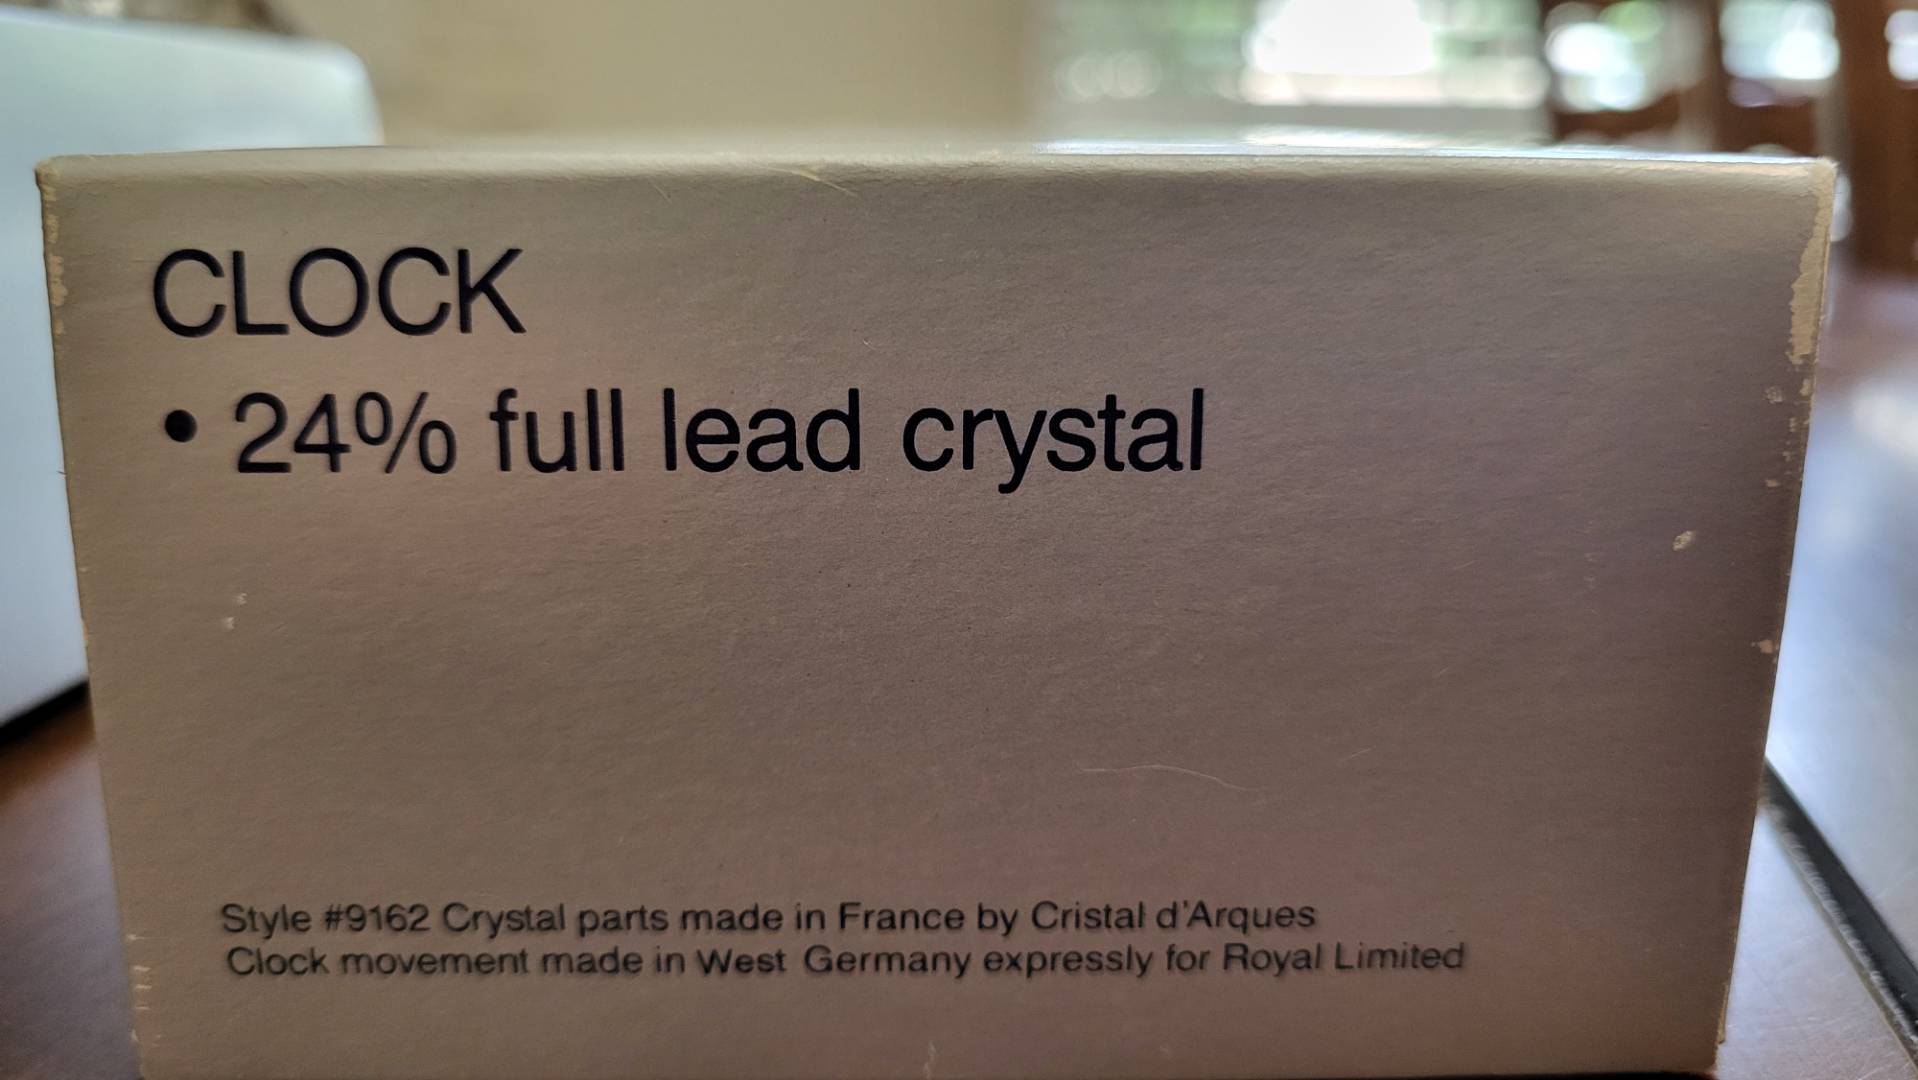 CLOCK
• 24% full lead crystal
Style #9162 Crystal parts made in France by Cristal d'Arques
Clock movement made in West Germany expressly for Royal Limited